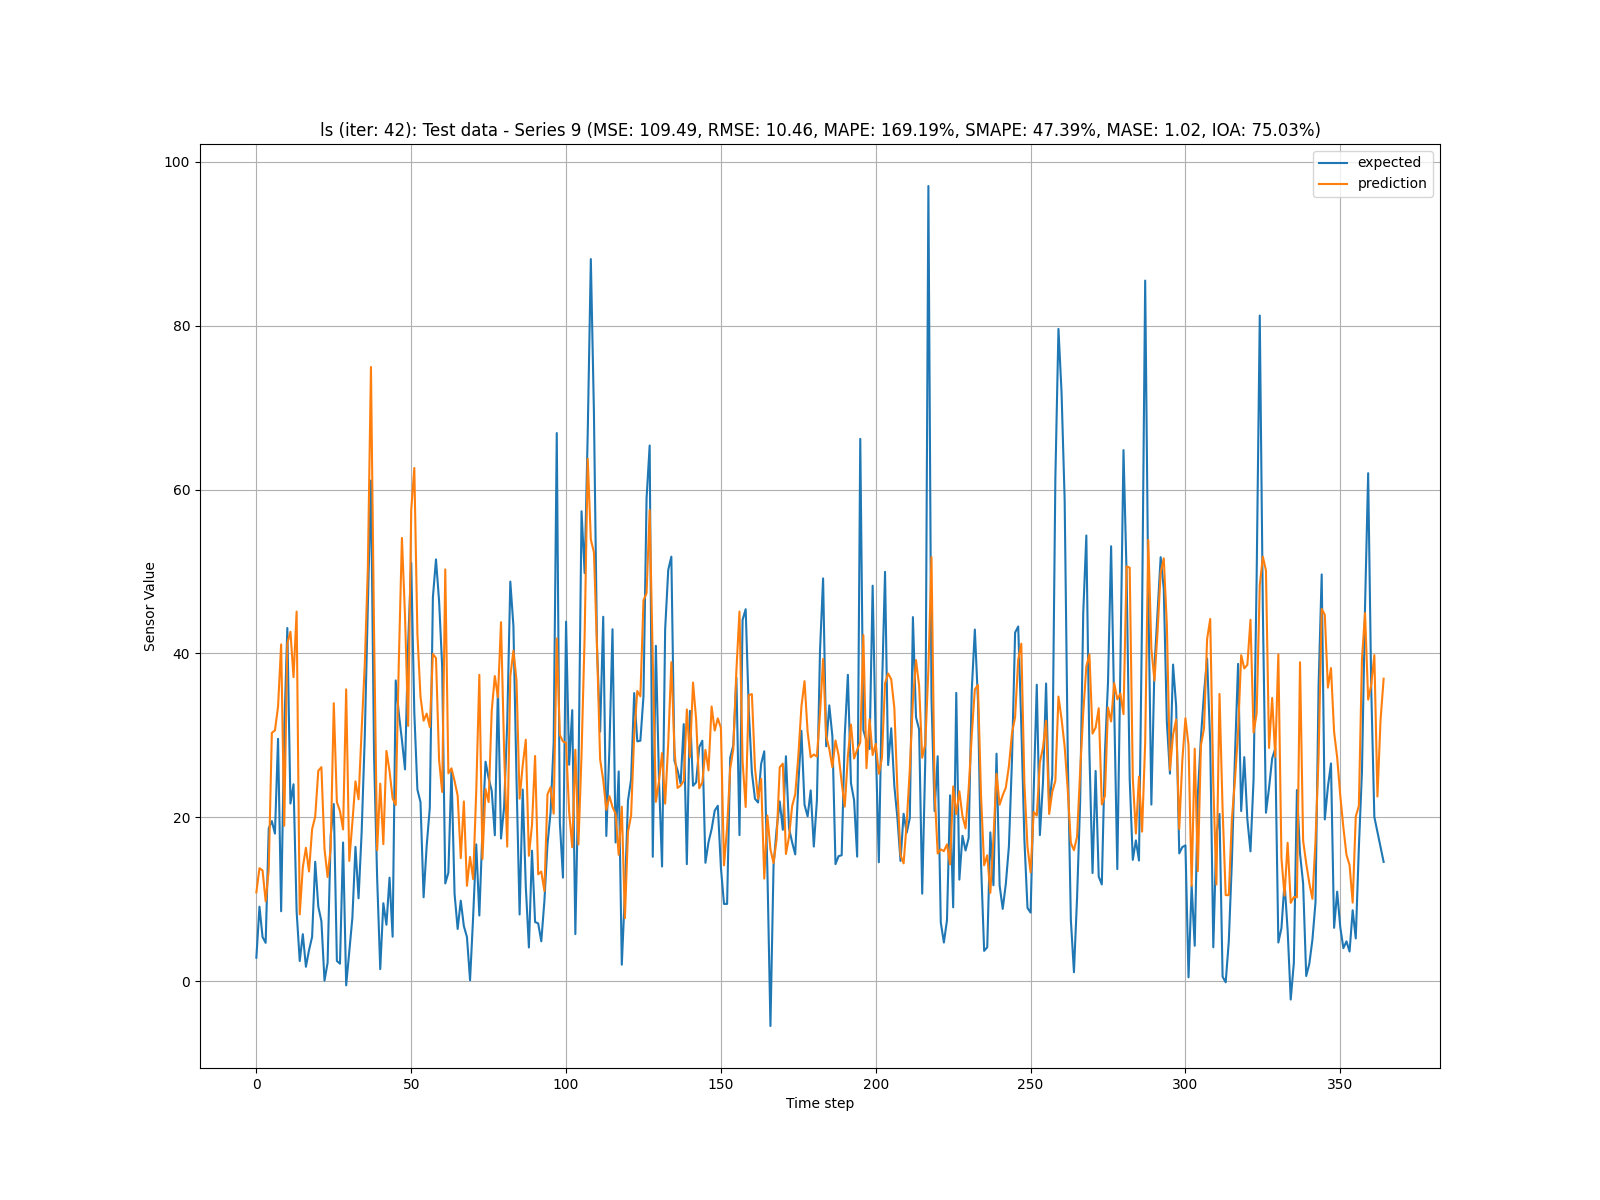 ls (iter: 42): Test data - Series 9 (MSE: 109.49, RMSE: 10.46, MAPE: 169.19%, SMAPE: 47.39%, MASE: 1.02, IOA: 75.03%)
expected
prediction
100
80
60
40
20
0
Sensor Value
0 50 100 150 200 250 300 350
Time step